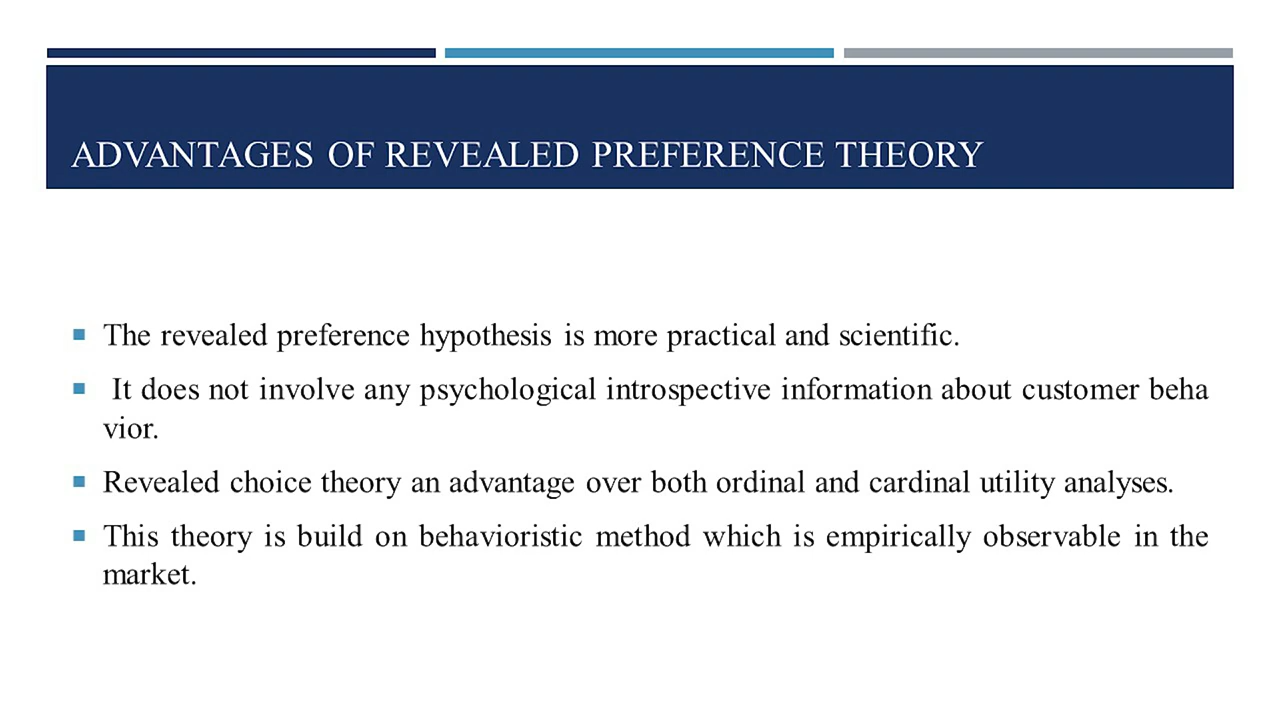 ADVANTAGES OF REVEALED PREFERENCE THEORY
The revealed preference hypothesis is more practical and scientific.
It does not involve any psychological introspective information about customer beha
vior.
Revealed choice theory an advantage over both ordinal and cardinal utility analyses.
This theory is build on behavioristic method which is empirically observable in the
market.